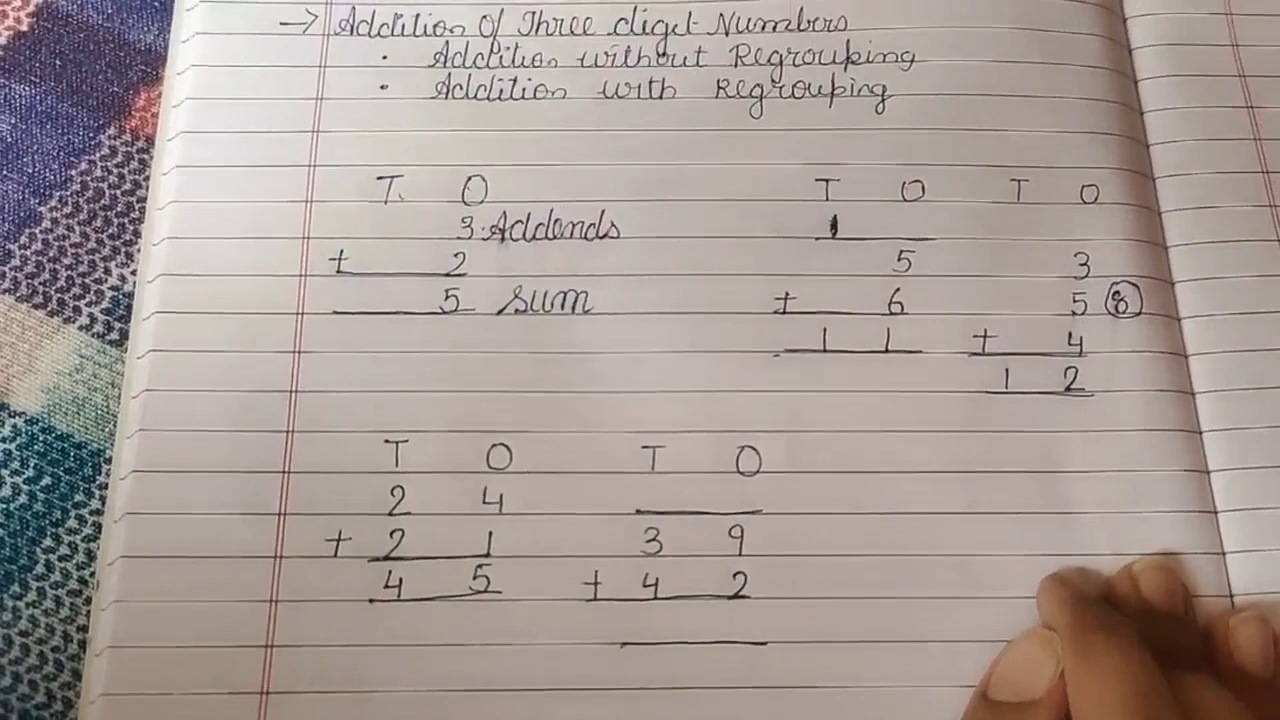 → Addition Of Three diget Numbers
· Addition without Regrouping
· Addition with Regrouping
T. O
3. Addends
+ 2
5 sum
T O
1
5
+ 6
1 1
T O
3
5 8
+ 4
1 2
T O
2 4
+ 2 1
4 5
T O
3 9
+ 4 2